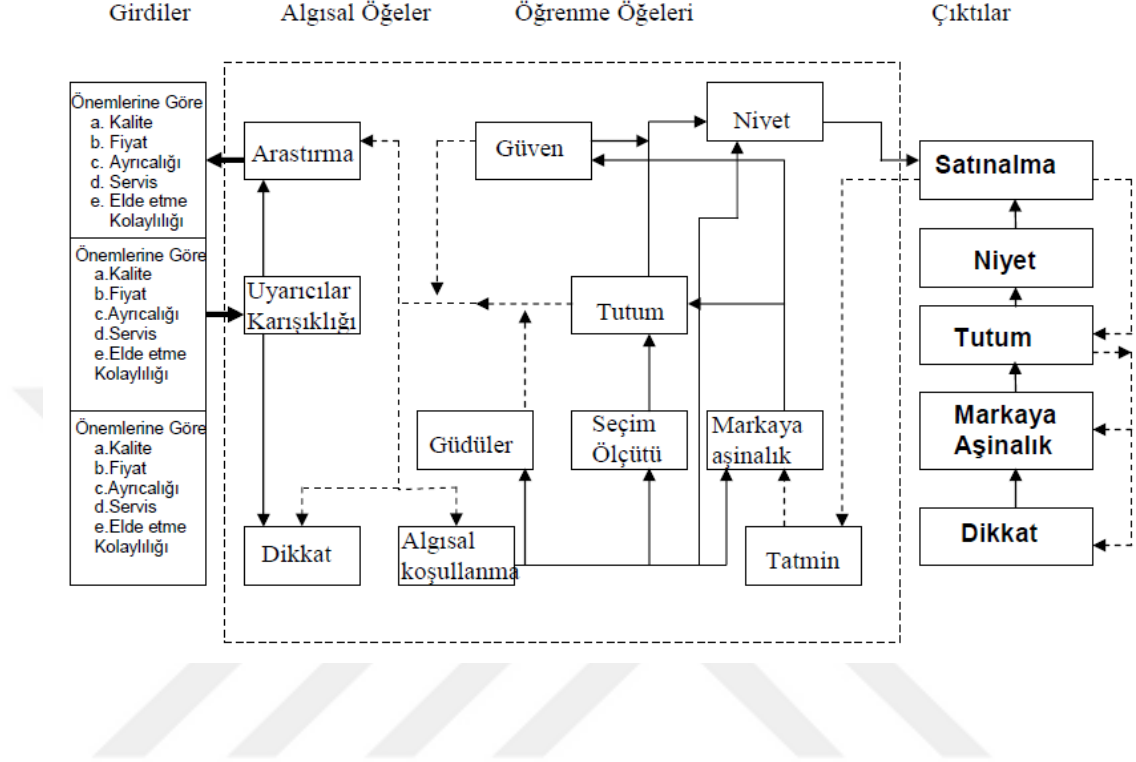 Girdiler
Algısal Öğeler
Öğrenme Öğeleri
Çıktılar
Önemlerine Göre
a. Kalite
b. Fiyat
c. Ayrıcalığı
d. Servis
e. Elde etme
Kolaylılığı
Önemlerine Göre
a.Kalite
b.Fiyat
c.Ayrıcalığı
d.Servis
e.Elde etme
Kolaylılığı
Önemlerine Göre
a.Kalite
b.Fiyat
c.Ayrıcalığı
d.Servis
e.Elde etme
Kolaylılığı
Arastırma
Uyarıcılar
Karışıklığı
Dikkat
Güven
Nivet
Tutum
Güdüler
Seçim
Ölçütü
Markaya
aşinalık
Algısal
koşullanma
Tatmin
Satınalma
Niyet
Tutum
Markaya
Aşinalık
Dikkat